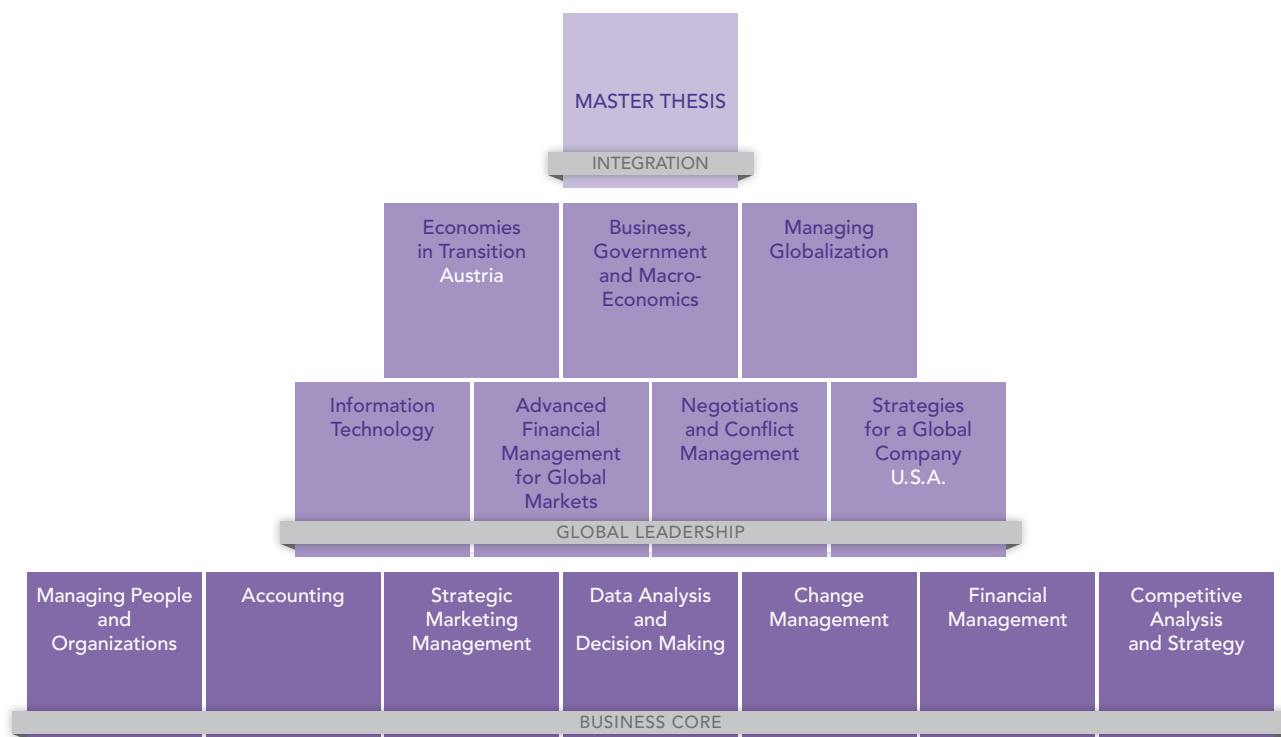 MASTER THESIS
INTEGRATION
Economies
in Transition
Austria
Business,
Government
and Macro-
Economics
Managing
Globalization
Information
Technology
Advanced
Financial
Management
for Global
Markets
Negotiations
and Conflict
Management
Strategies
for a Global
Company
U.S.A.
GLOBAL LEADERSHIP
Managing People
and
Organizations
Accounting
Strategic
Marketing
Management
Data Analysis
and
Decision Making
Change
Management
Financial
Management
Competitive
Analysis
and Strategy
BUSINESS CORE